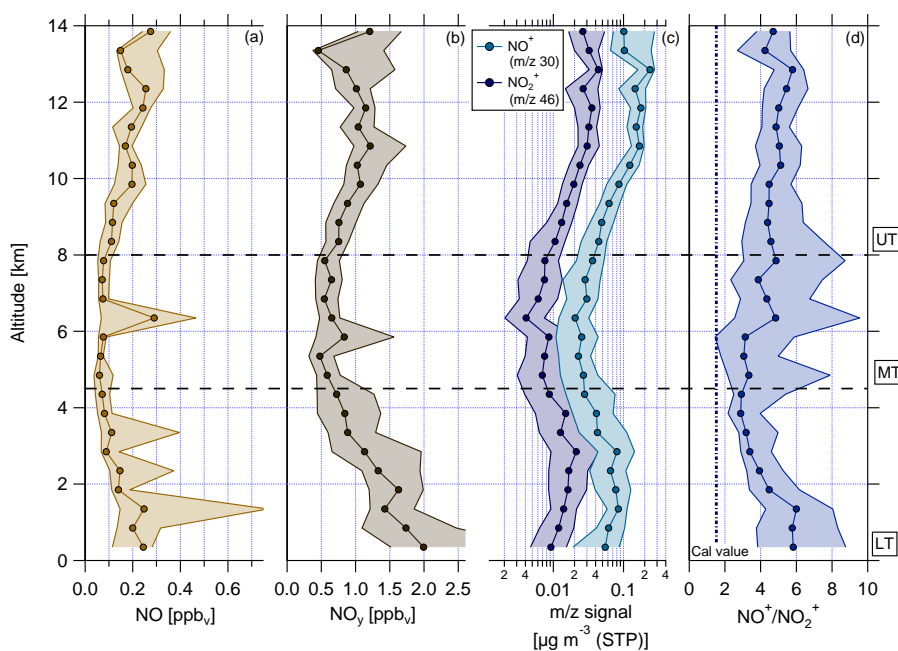 (a)
(b)
(c)
(d)
NO⁺
(m/z 30)
NO₂⁺
(m/z 46)
14
12
10
8
6
4
2
0
Altitude [km]
UT
MT
LT
Cal value
0.0
0.2
0.4
0.6
NO [ppbᵥ]
0.0
0.5
1.0
1.5
2.0
2.5
NOy [ppbᵥ]
2
4
0.01
2
4
0.1
2
4
m/z signal
[µg m⁻³ (STP)]
0
2
4
6
8
10
NO⁺/NO₂⁺